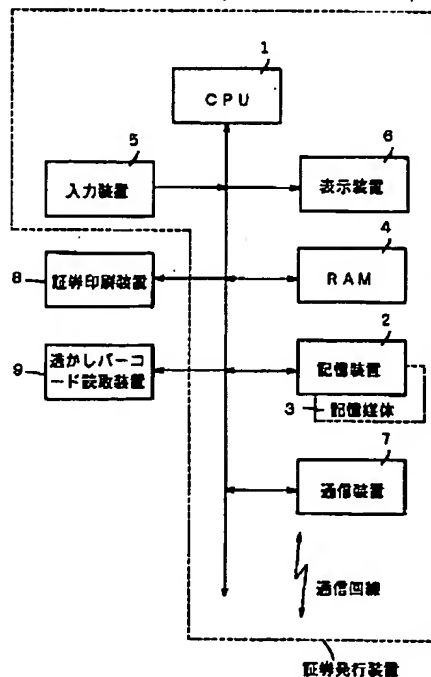 1
CPU
5
入力装置
6
表示装置
4
RAM
8
証券印刷装置
2
記憶装置
3
記憶媒体
9
透かしバーコード読取装置
7
通信装置
通信回線
証券発行装置